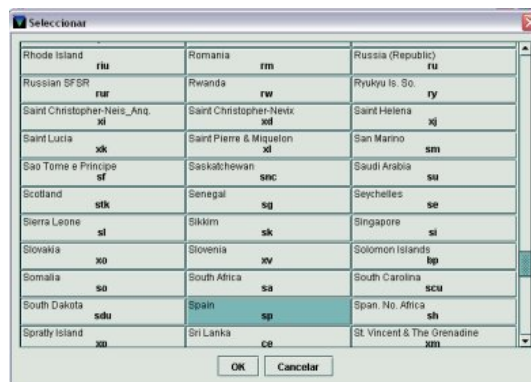 Seleccionar
Rhode Island
riu
Romania
rm
Russia (Republic)
ru
Russian SFSR
rur
Rwanda
rw
Ryukyu Is. So.
ry
Saint Christopher-Neis_Anq.
xi
Saint Christopher-Nevix
xd
Saint Helena
xj
Saint Lucia
xk
Saint Pierre & Miquelon
xl
San Marino
sm
Sao Tome e Principe
sf
Saskatchewan
snc
Saudi Arabia
su
Scotland
stk
Senegal
sg
Seychelles
se
Sierra Leone
sl
Sikkim
sk
Singapore
si
Slovakia
xo
Slovenia
xv
Solomon Islands
bp
Somalia
so
South Africa
sa
South Carolina
scu
South Dakota
sdu
Spain
sp
Span. No. Africa
sh
Spratly Island
xp
Sri Lanka
ce
St. Vincent & The Grenadine
xm
OK
Cancelar